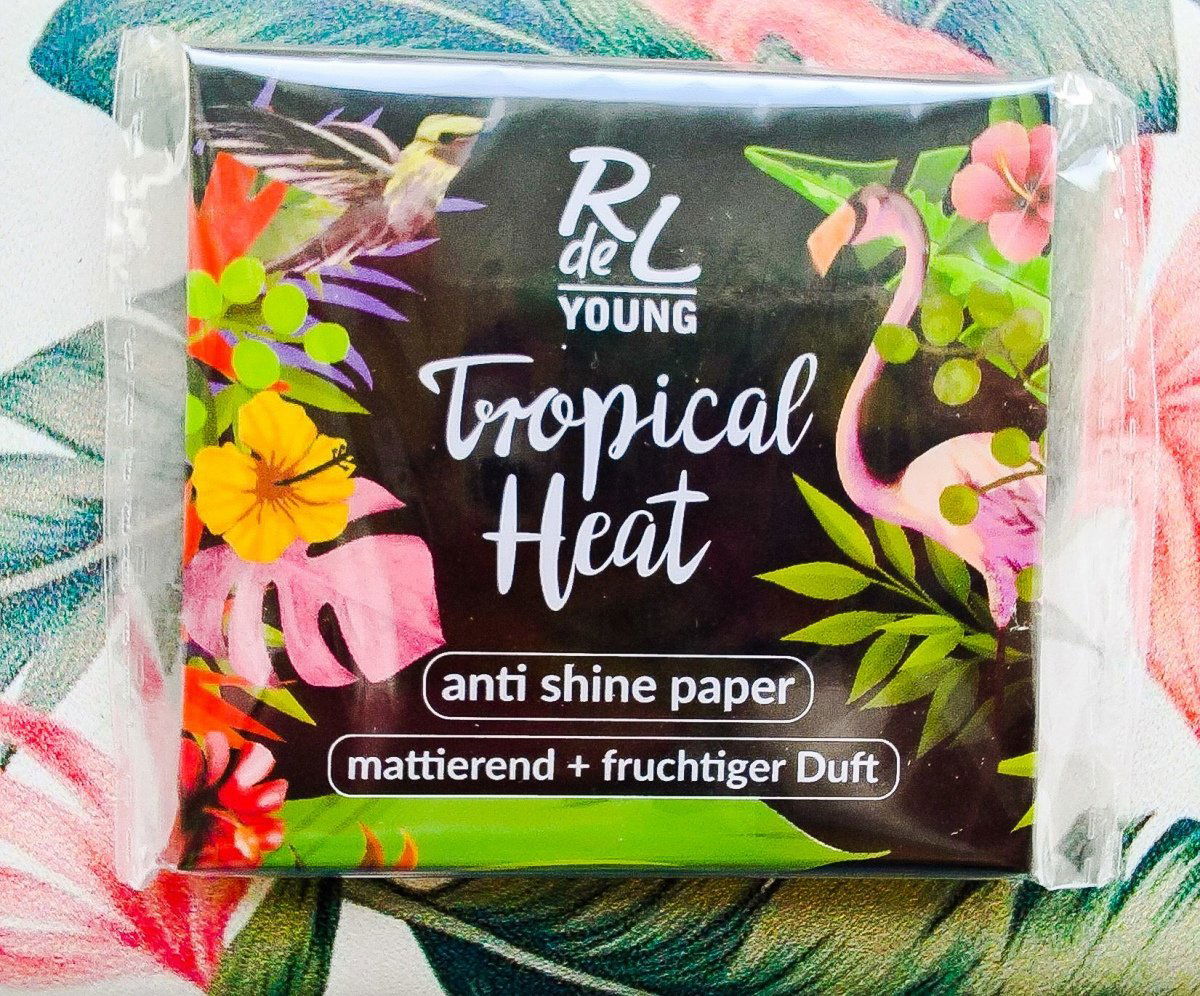 R
de L
YOUNG
Tropical
Heat
anti shine paper
mattierend + fruchtiger Duft